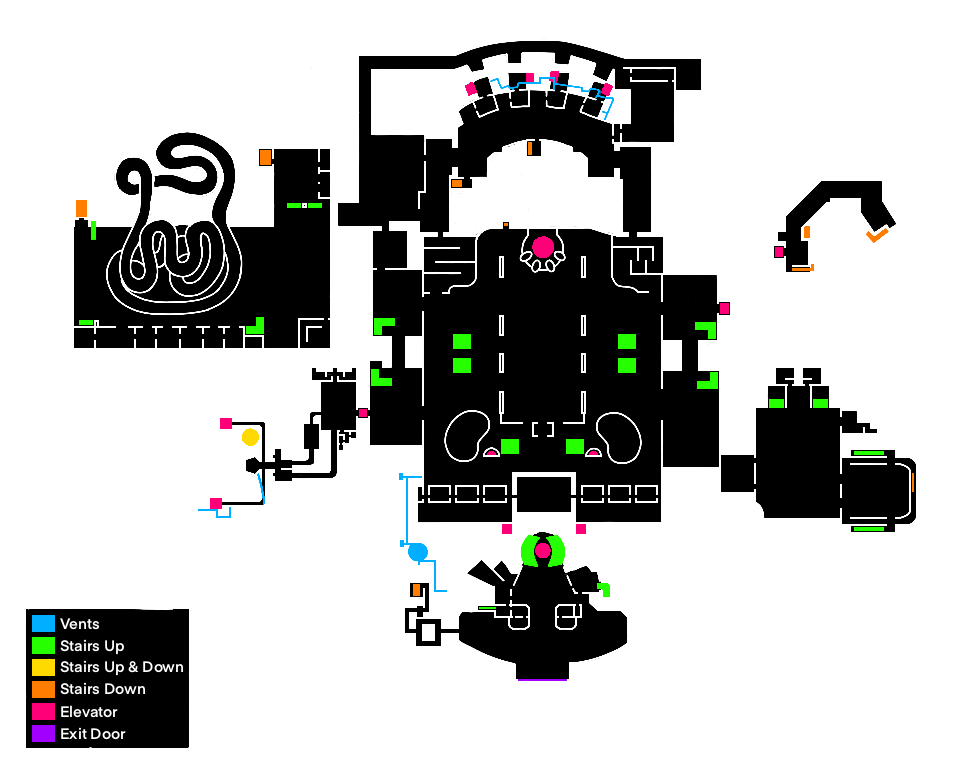 Vents
Stairs Up
Stairs Up & Down
Stairs Down
Elevator
Exit Door